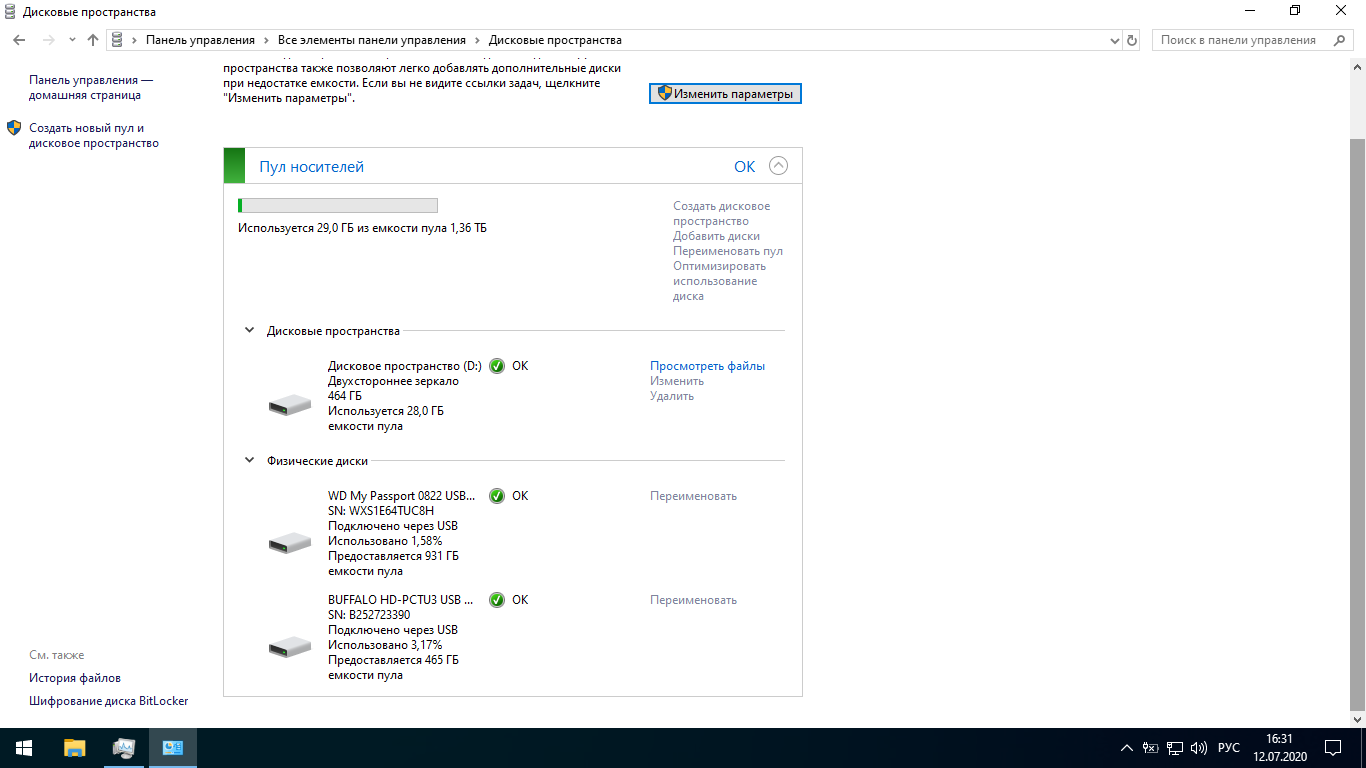 Дисковые пространства
Панель управления
Все элементы панели управления
Дисковые пространства
Поиск в панели управления
Панель управления —
домашняя страница
Создать новый пул и
дисковое пространство
пространства также позволяют легко добавлять дополнительные диски
при недостатке емкости. Если вы не видите ссылки задач, щелкните
"Изменить параметры".
Изменить параметры
Пул носителей
ОК
Используется 29,0 ГБ из емкости пула 1,36 ТБ
Создать дисковое
пространство
Добавить диски
Переименовать пул
Оптимизировать
использование
диска
Дисковые пространства
Дисковое пространство (D:)
ОК
Двухстороннее зеркало
464 ГБ
Используется 28,0 ГБ
емкости пула
Просмотреть файлы
Изменить
Удалить
Физические диски
WD My Passport 0822 USB...
ОК
Переименовать
SN: WXS1E64TUC8H
Подключено через USB
Использовано 1,58%
Предоставляется 931 ГБ
емкости пула
BUFFALO HD-PCTU3 USB ...
ОК
Переименовать
SN: B252723390
Подключено через USB
Использовано 3,17%
Предоставляется 465 ГБ
емкости пула
См. также
История файлов
Шифрование диска BitLocker
РУС
16:31
12.07.2020